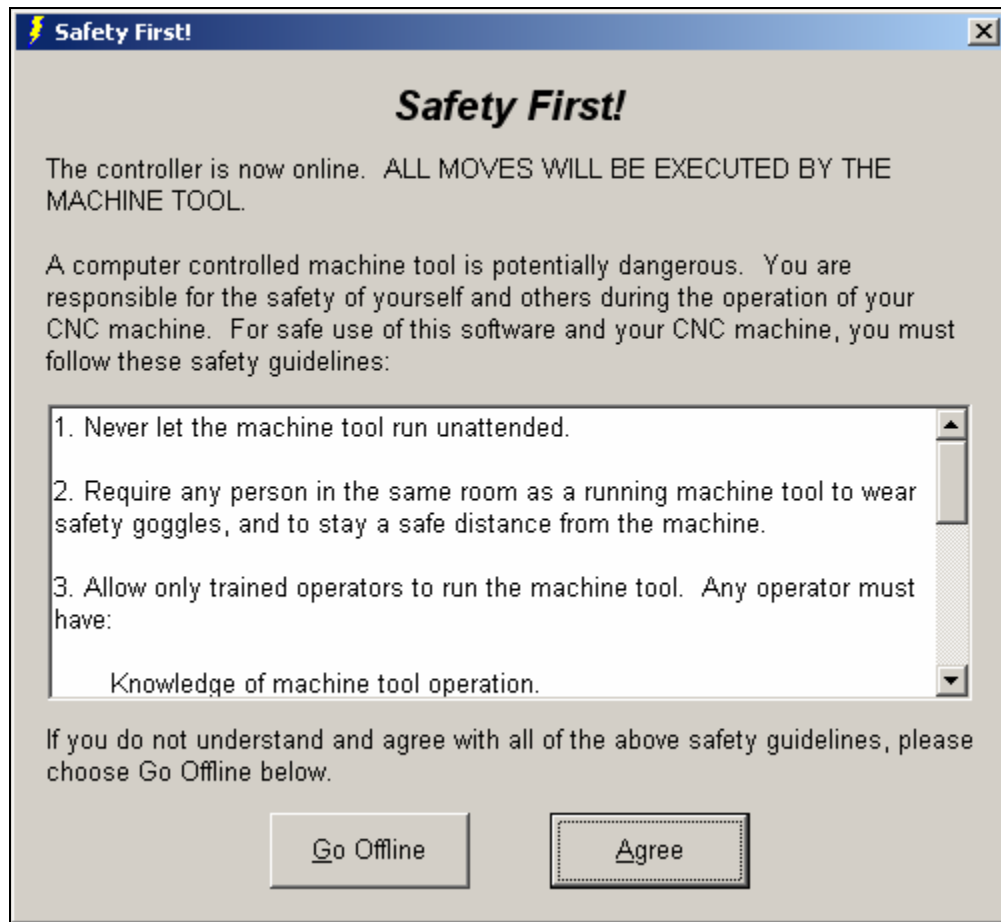 Safety First!
Safety First!
The controller is now online.  ALL MOVES WILL BE EXECUTED BY THE
MACHINE TOOL.
A computer controlled machine tool is potentially dangerous.  You are
responsible for the safety of yourself and others during the operation of your
CNC machine.  For safe use of this software and your CNC machine, you must
follow these safety guidelines:
1. Never let the machine tool run unattended.
2. Require any person in the same room as a running machine tool to wear
safety goggles, and to stay a safe distance from the machine.
3. Allow only trained operators to run the machine tool.  Any operator must
have:
Knowledge of machine tool operation.
If you do not understand and agree with all of the above safety guidelines, please
choose Go Offline below.
Go Offline
Agree